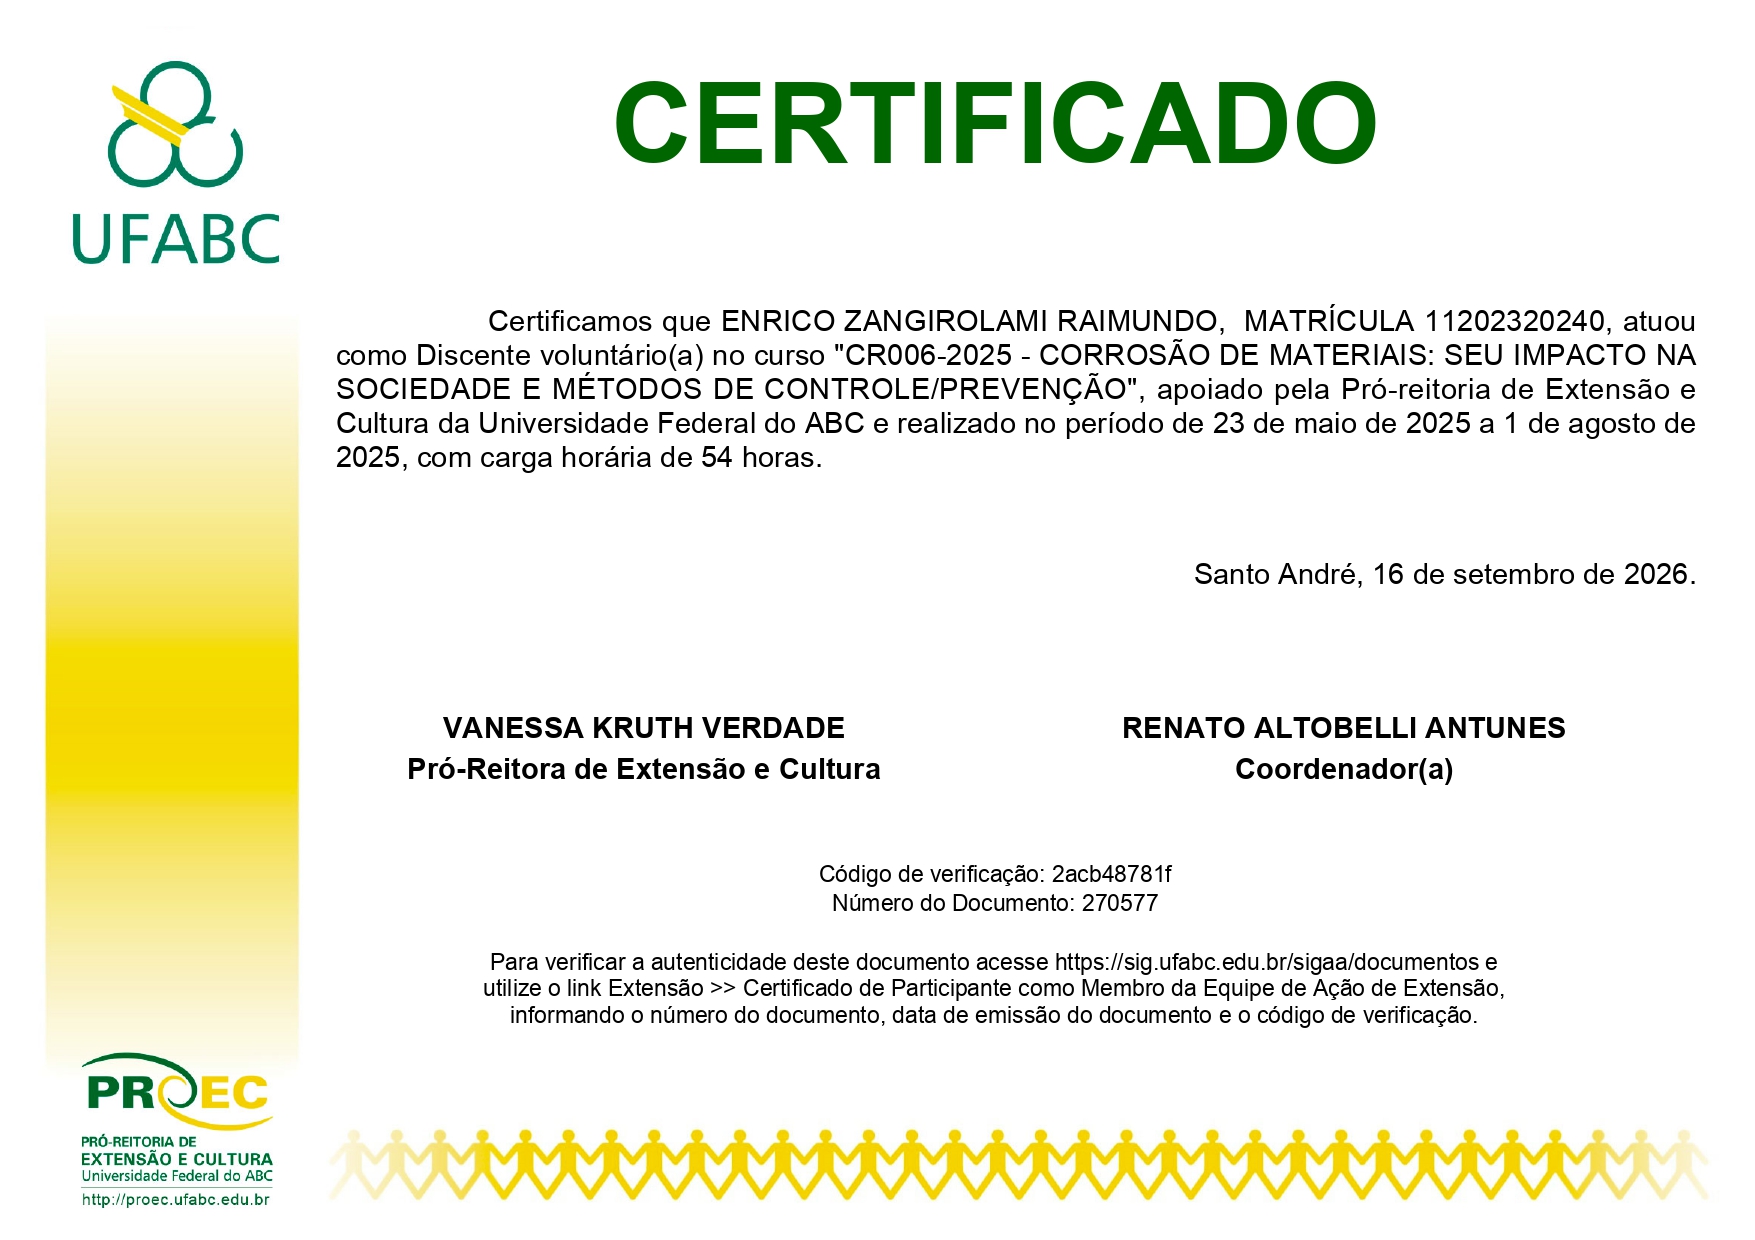 UFABC
CERTIFICADO
Certificamos que ENRICO ZANGIROLAMI RAIMUNDO,  MATRÍCULA 11202320240, atuou
como Discente voluntário(a) no curso "CR006-2025 - CORROSÃO DE MATERIAIS: SEU IMPACTO NA
SOCIEDADE E MÉTODOS DE CONTROLE/PREVENÇÃO", apoiado pela Pró-reitoria de Extensão e
Cultura da Universidade Federal do ABC e realizado no período de 23 de maio de 2025 a 1 de agosto de
2025, com carga horária de 54 horas.
Santo André, 16 de setembro de 2026.
VANESSA KRUTH VERDADE
Pró-Reitora de Extensão e Cultura
RENATO ALTOBELLI ANTUNES
Coordenador(a)
Código de verificação: 2acb48781f
Número do Documento: 270577
Para verificar a autenticidade deste documento acesse https://sig.ufabc.edu.br/sigaa/documentos e
utilize o link Extensão >> Certificado de Participante como Membro da Equipe de Ação de Extensão,
informando o número do documento, data de emissão do documento e o código de verificação.
PROEC
PRÓ-REITORIA DE
EXTENSÃO E CULTURA
Universidade Federal do ABC
http://proec.ufabc.edu.br